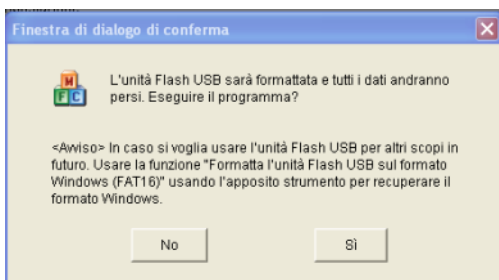 Finestra di dialogo di conferma
M
F C
L'unità Flash USB sarà formattata e tutti i dati andranno
persi. Eseguire il programma?
<Avviso> In caso si voglia usare l'unità Flash USB per altri scopi in
futuro. Usare la funzione "Formatta l'unità Flash USB sul formato
Windows (FAT16)" usando l'apposito strumento per recuperare il
formato Windows.
No Sì